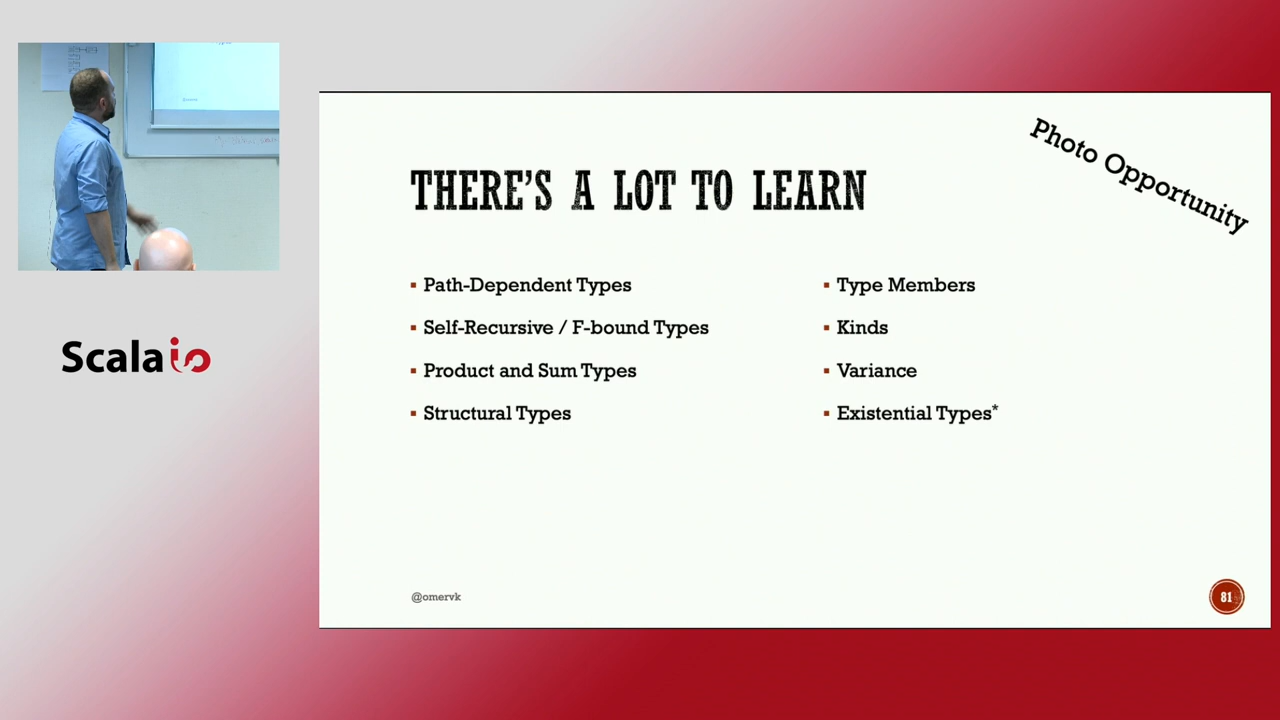 Photo Opportunity
THERE'S A LOT TO LEARN
▪ Path-Dependent Types
▪ Self-Recursive / F-bound Types
▪ Product and Sum Types
▪ Structural Types
▪ Type Members
▪ Kinds
▪ Variance
▪ Existential Types*
Scala io
@omervk
81